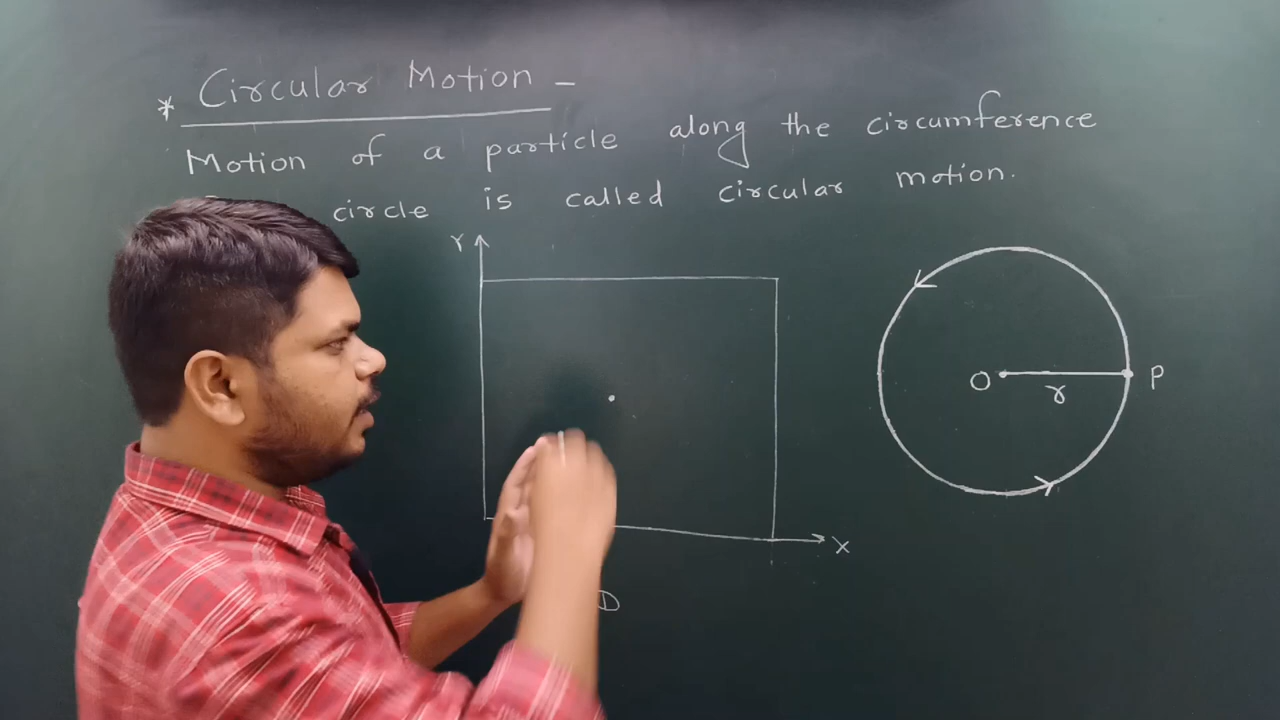 * Circular Motion -
Motion of a particle along the circumference
circle is called circular motion.
Y
O r P
X
D